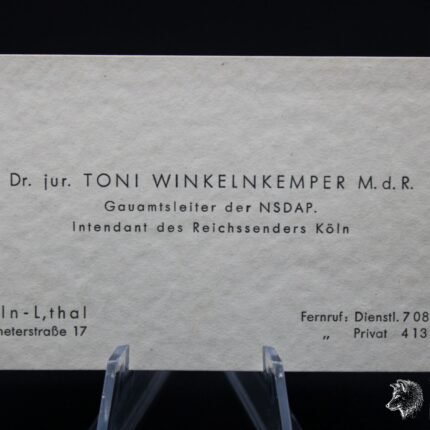 Dr. jur. TONI WINKELNKEMPER M.d.R.
Gauamtsleiter der NSDAP.
Intendant des Reichssenders Köln
ln-L,thal
neterstraße 17
Fernruf: Dienstl. 708
„ Privat 413